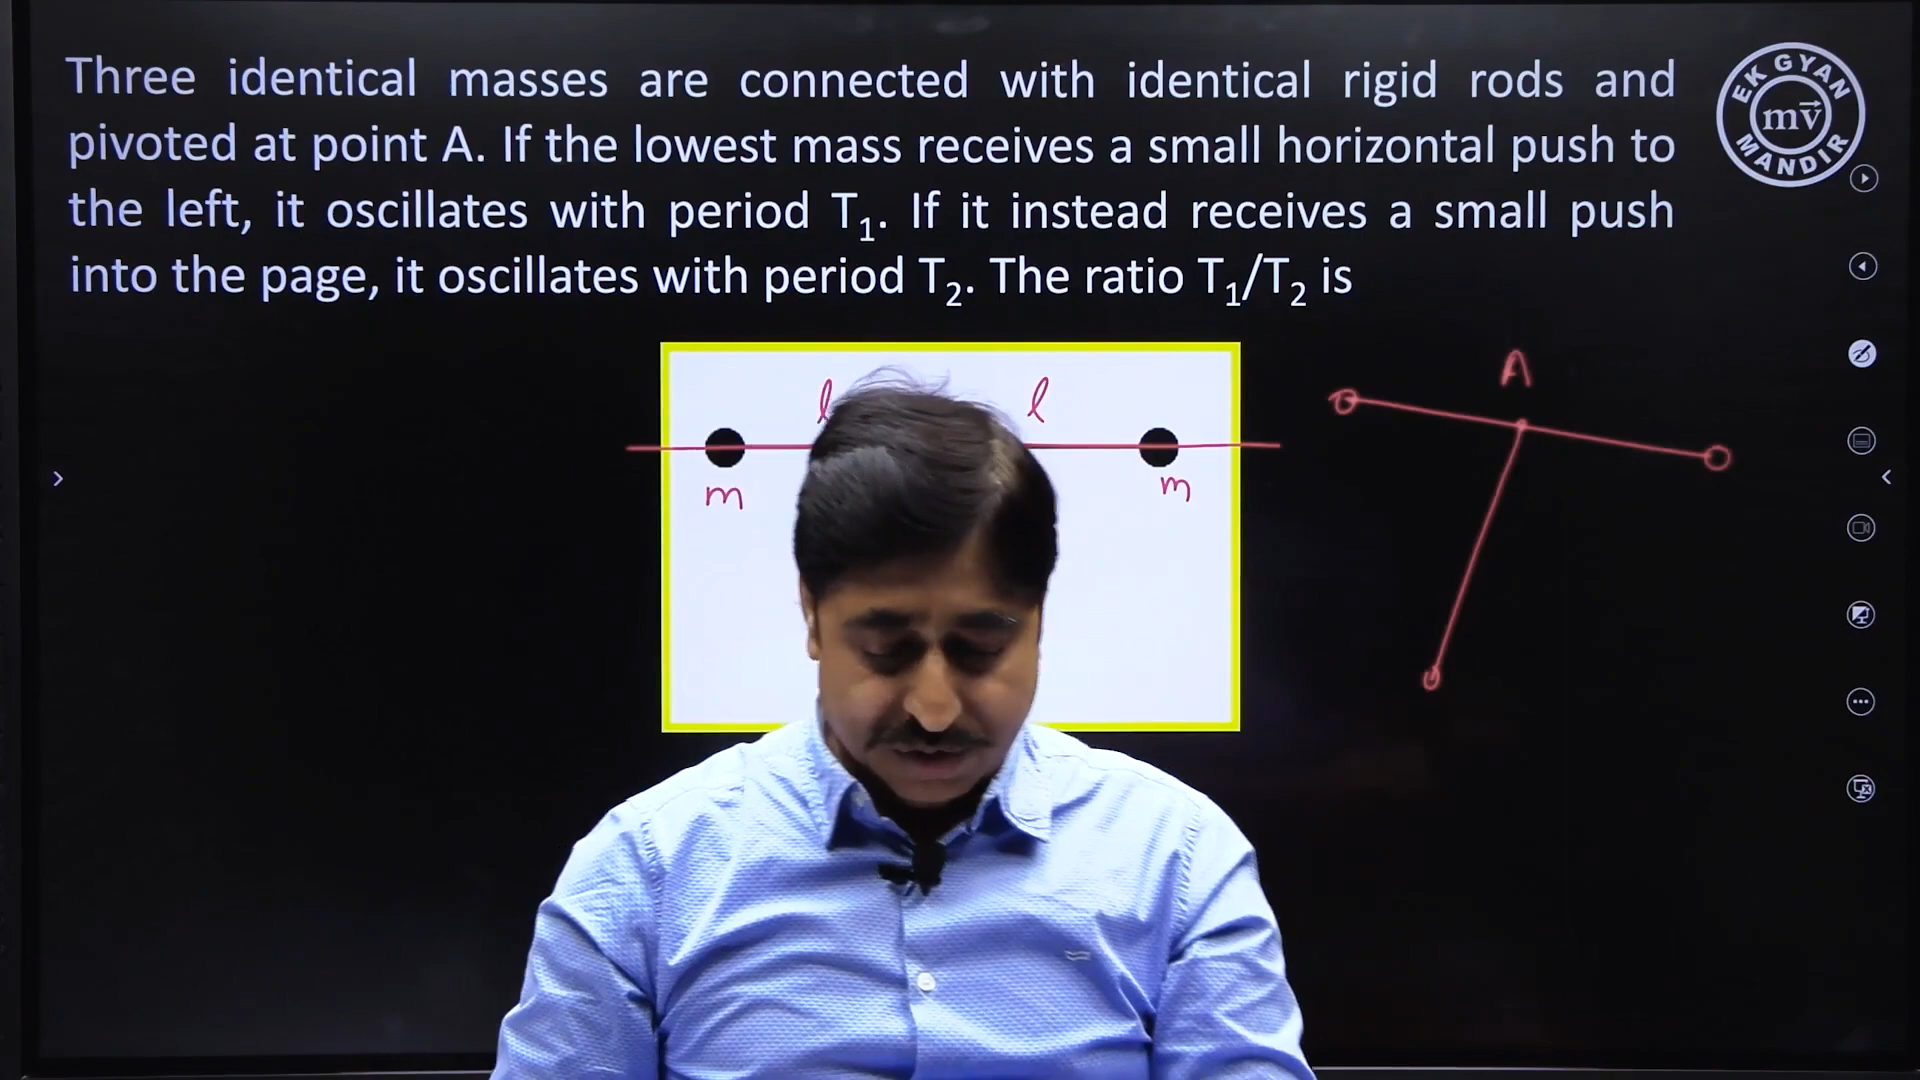 Three identical masses are connected with identical rigid rods and
pivoted at point A. If the lowest mass receives a small horizontal push to
the left, it oscillates with period T₁. If it instead receives a small push
into the page, it oscillates with period T₂. The ratio T₁/T₂ is
EK GYAN
mv⃗
MANDIR
l l
A
m m